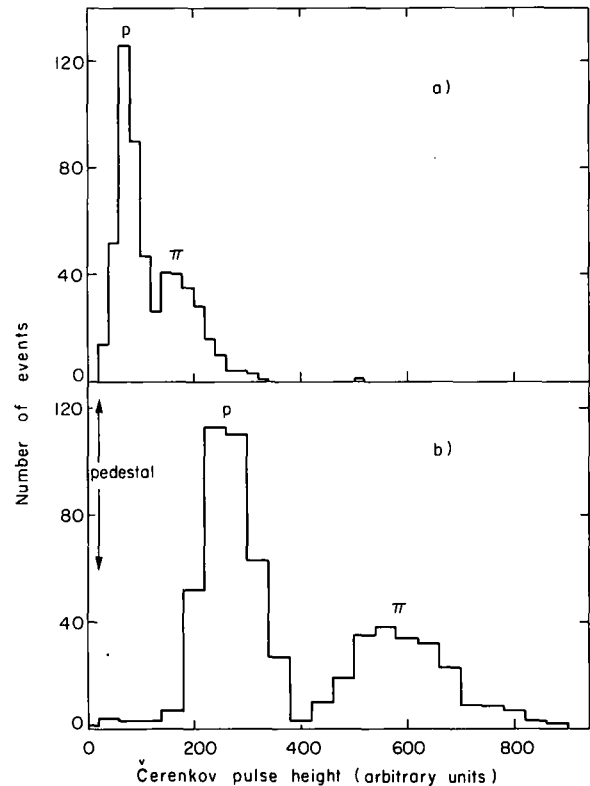 Number of events
120
80
40
0
p
π
a)
120
80
40
0
pedestal
p
π
b)
0 200 400 600 800
Čerenkov pulse height (arbitrary units)